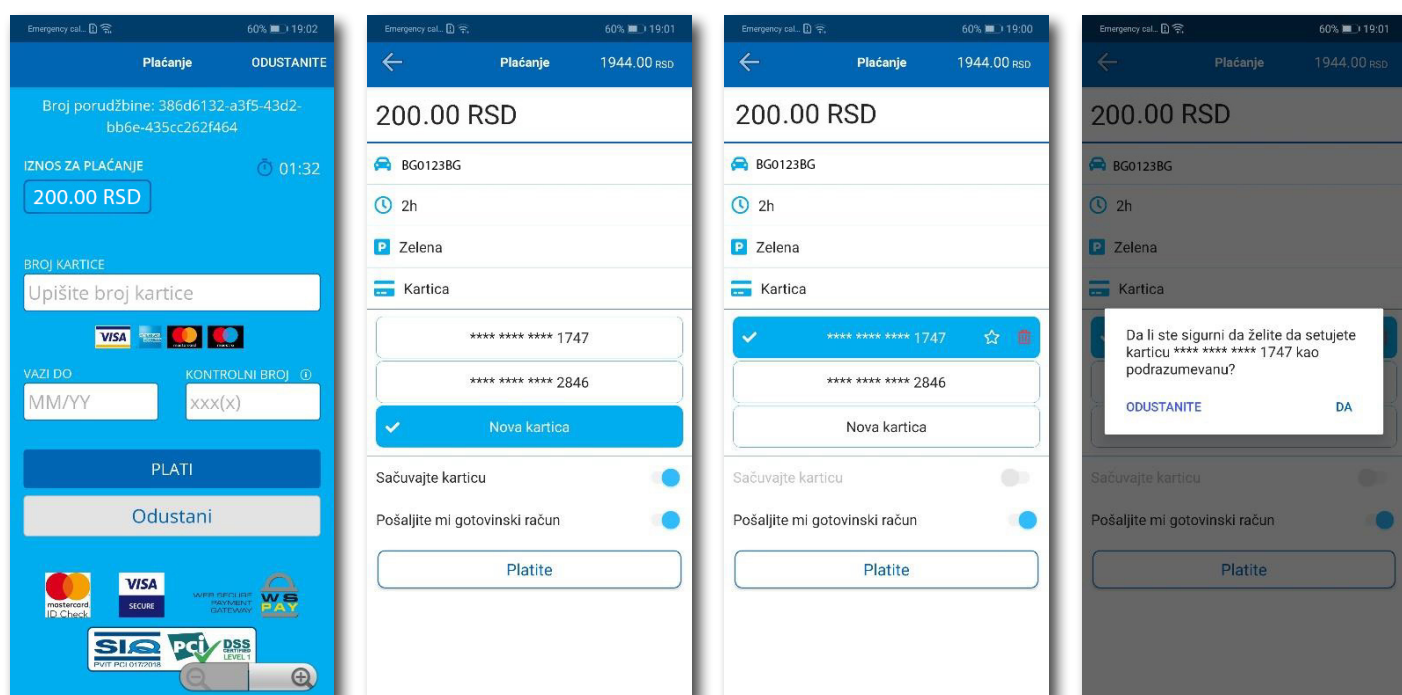 Emergency cal... 60% 19:02
Plaćanje ODUSTANITE
Broj porudžbine: 386d6132-a3f5-43d2-
bb6e-435cc262f464
IZNOS ZA PLAĆANJE 01:32
200.00 RSD
BROJ KARTICE
Upišite broj kartice
VISA
mastercard
VAZI DO KONTROLNI BROJ
MM/YY xxx(x)
PLATI
Odustani
mastercard.
ID Check
VISA
SECURE
WEB SECURE
PAYMENT
GATEWAY
WS
PAY
SIQ
PVIT PCI 017/2018
PCI DSS
CERTIFIED
LEVEL 1
Emergency cal... 60% 19:01
Plaćanje 1944.00 RSD
200.00 RSD
BG0123BG
2h
P Zelena
Kartica
**** **** **** 1747
**** **** **** 2846
Nova kartica
Sačuvajte karticu
Pošaljite mi gotovinski račun
Platite
Emergency cal... 60% 19:00
Plaćanje 1944.00 RSD
200.00 RSD
BG0123BG
2h
P Zelena
Kartica
**** **** **** 1747
**** **** **** 2846
Nova kartica
Sačuvajte karticu
Pošaljite mi gotovinski račun
Platite
Emergency cal... 60% 19:01
Plaćanje 1944.00 RSD
200.00 RSD
BG0123BG
2h
P Zelena
Kartica
Da li ste sigurni da želite da setujete
karticu **** **** **** 1747 kao
podrazumevanu?
ODUSTANITE DA
Sačuvajte karticu
Pošaljite mi gotovinski račun
Platite